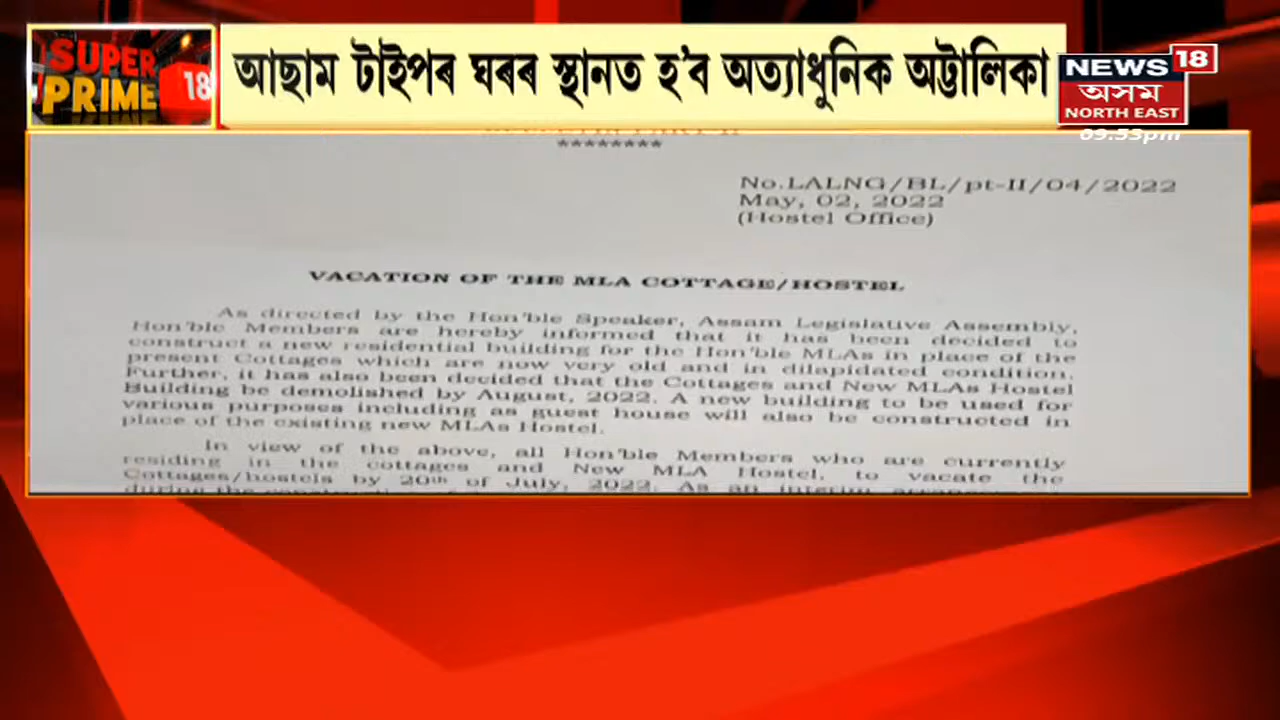 SUPER
PRIME
18
আছাম টাইপৰ ঘৰৰ স্থানত হ'ব অত্যাধুনিক অট্টালিকা
NEWS 18
অসম
NORTH EAST
09:53pm
********
No.LALNG/BL/pt-II/04/2022
May, 02, 2022
(Hostel Office)
VACATION OF THE MLA COTTAGE/HOSTEL
As directed by the Hon'ble Speaker, Assam Legislative Assembly,
Hon'ble Members are hereby informed that it has been decided to
construct a new residential building for the Hon'ble MLAs in place of the
present Cottages which are now very old and in dilapidated condition.
Further, it has also been decided that the Cottages and New MLAs Hostel
Building be demolished by August, 2022. A new building to be used for
various purposes including as guest house will also be constructed in
place of the existing new MLAs Hostel.
In view of the above, all Hon'ble Members who are currently
residing in the cottages and New MLA Hostel, to vacate the
Cottages/hostels by 20th of July, 2022. As an interim